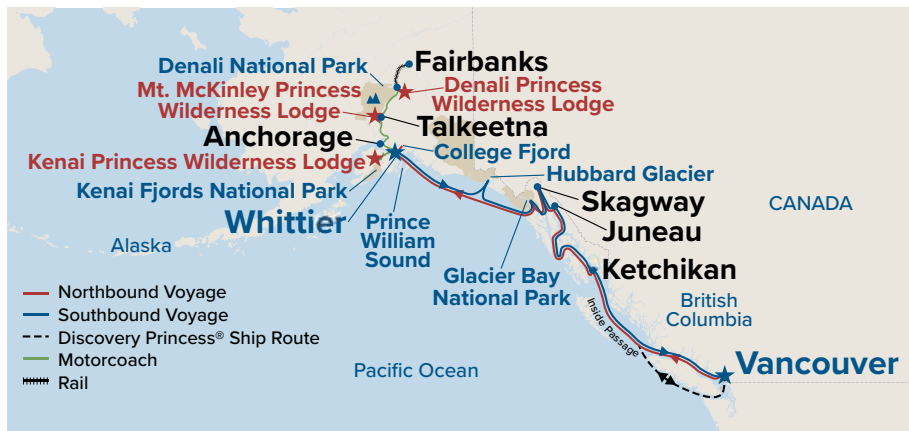 Fairbanks
Denali National Park
Mt. McKinley Princess
Wilderness Lodge
Denali Princess
Wilderness Lodge
Talkeetna
Anchorage
College Fjord
Kenai Princess Wilderness Lodge
Hubbard Glacier
Kenai Fjords National Park
Skagway
CANADA
Whittier
Prince
William
Sound
Juneau
Alaska
Glacier Bay
National Park
Ketchikan
Northbound Voyage
Southbound Voyage
Discovery Princess® Ship Route
Motorcoach
Rail
Inside Passage
British
Columbia
Pacific Ocean
Vancouver